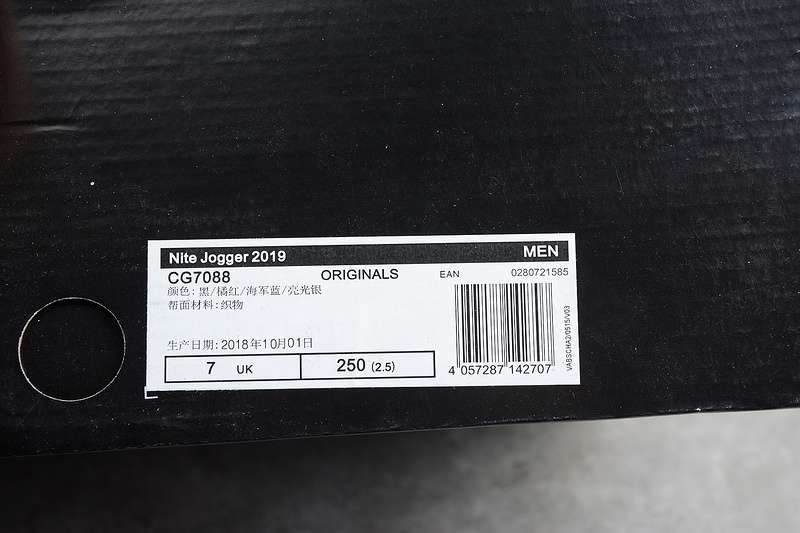 Nite Jogger 2019 MEN
CG7088 ORIGINALS EAN 0280721585
颜色: 黑/橘红/海军蓝/亮光银
帮面材料: 织物
生产日期: 2018年10月01日
7 UK 250 (2.5)
4 057287 142707
VABSCHA2/0515/V03